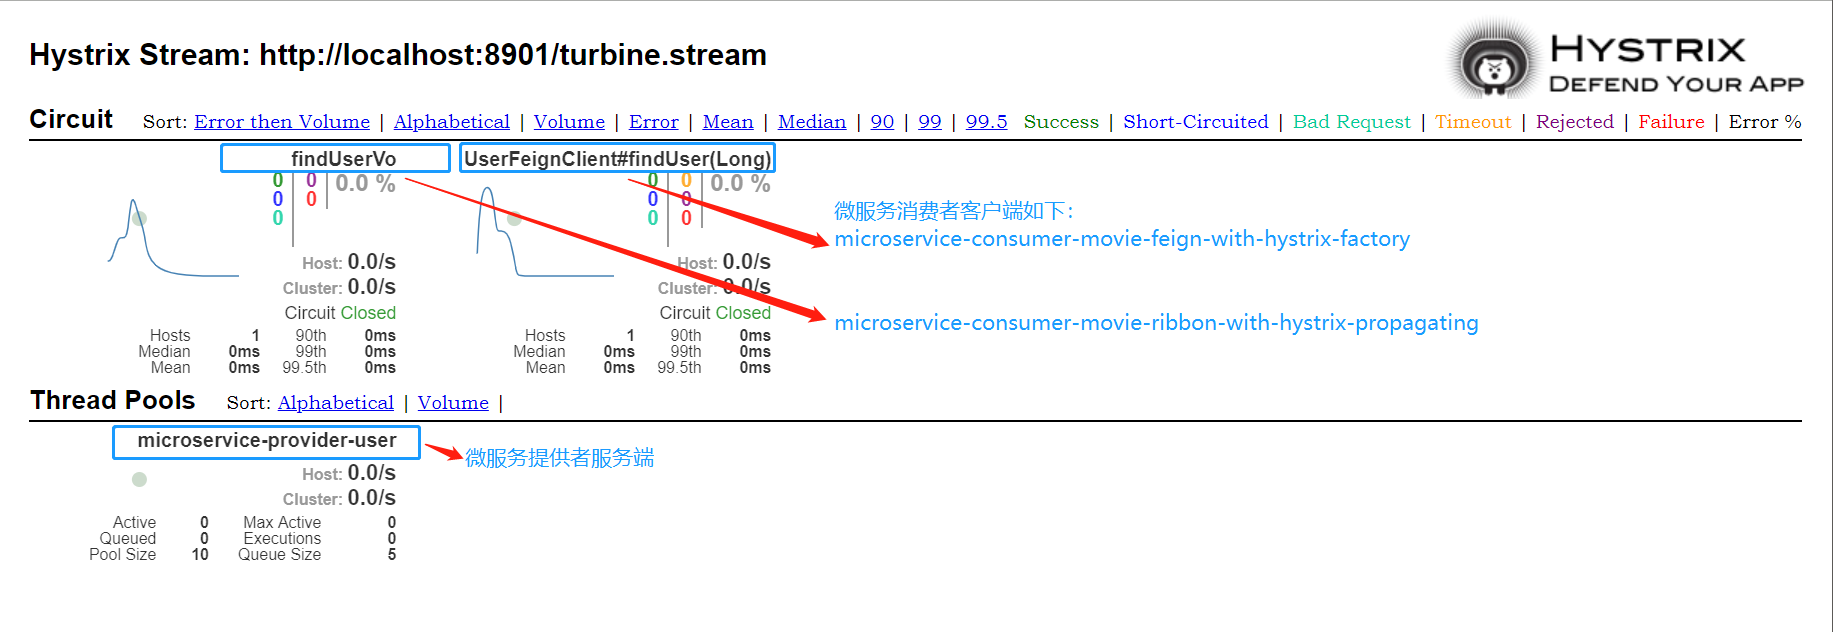 Hystrix Stream: http://localhost:8901/turbine.stream
HYSTRIX
DEFEND YOUR APP
Circuit Sort: Error then Volume | Alphabetical | Volume | Error | Mean | Median | 90 | 99 | 99.5 Success | Short-Circuited | Bad Request | Timeout | Rejected | Failure | Error %
findUserVo
0 0 0.0 %
0 0
0
Host: 0.0/s
Cluster: 0.0/s
Circuit Closed
Hosts 1 90th 0ms
Median 0ms 99th 0ms
Mean 0ms 99.5th 0ms
UserFeignClient#findUser(Long)
0 0 0.0 %
0 0
0 0
Host: 0.0/s
Cluster: 0.0/s
Circuit Closed
Hosts 1 90th 0ms
Median 0ms 99th 0ms
Mean 0ms 99.5th 0ms
微服务消费者客户端如下：
microservice-consumer-movie-feign-with-hystrix-factory
microservice-consumer-movie-ribbon-with-hystrix-propagating
Thread Pools Sort: Alphabetical | Volume |
microservice-provider-user
微服务提供者服务端
Host: 0.0/s
Cluster: 0.0/s
Active 0 Max Active 0
Queued 0 Executions 0
Pool Size 10 Queue Size 5